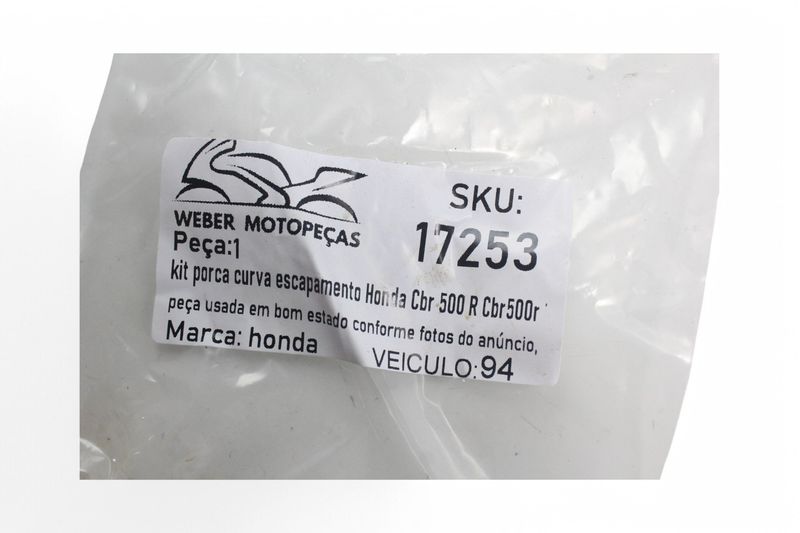 WEBER MOTOPEÇAS
SKU:
17253
Peça:1
kit porca curva escapamento Honda Cbr 500 R Cbr500r
peça usada em bom estado conforme fotos do anúncio,
Marca: honda
VEICULO:94